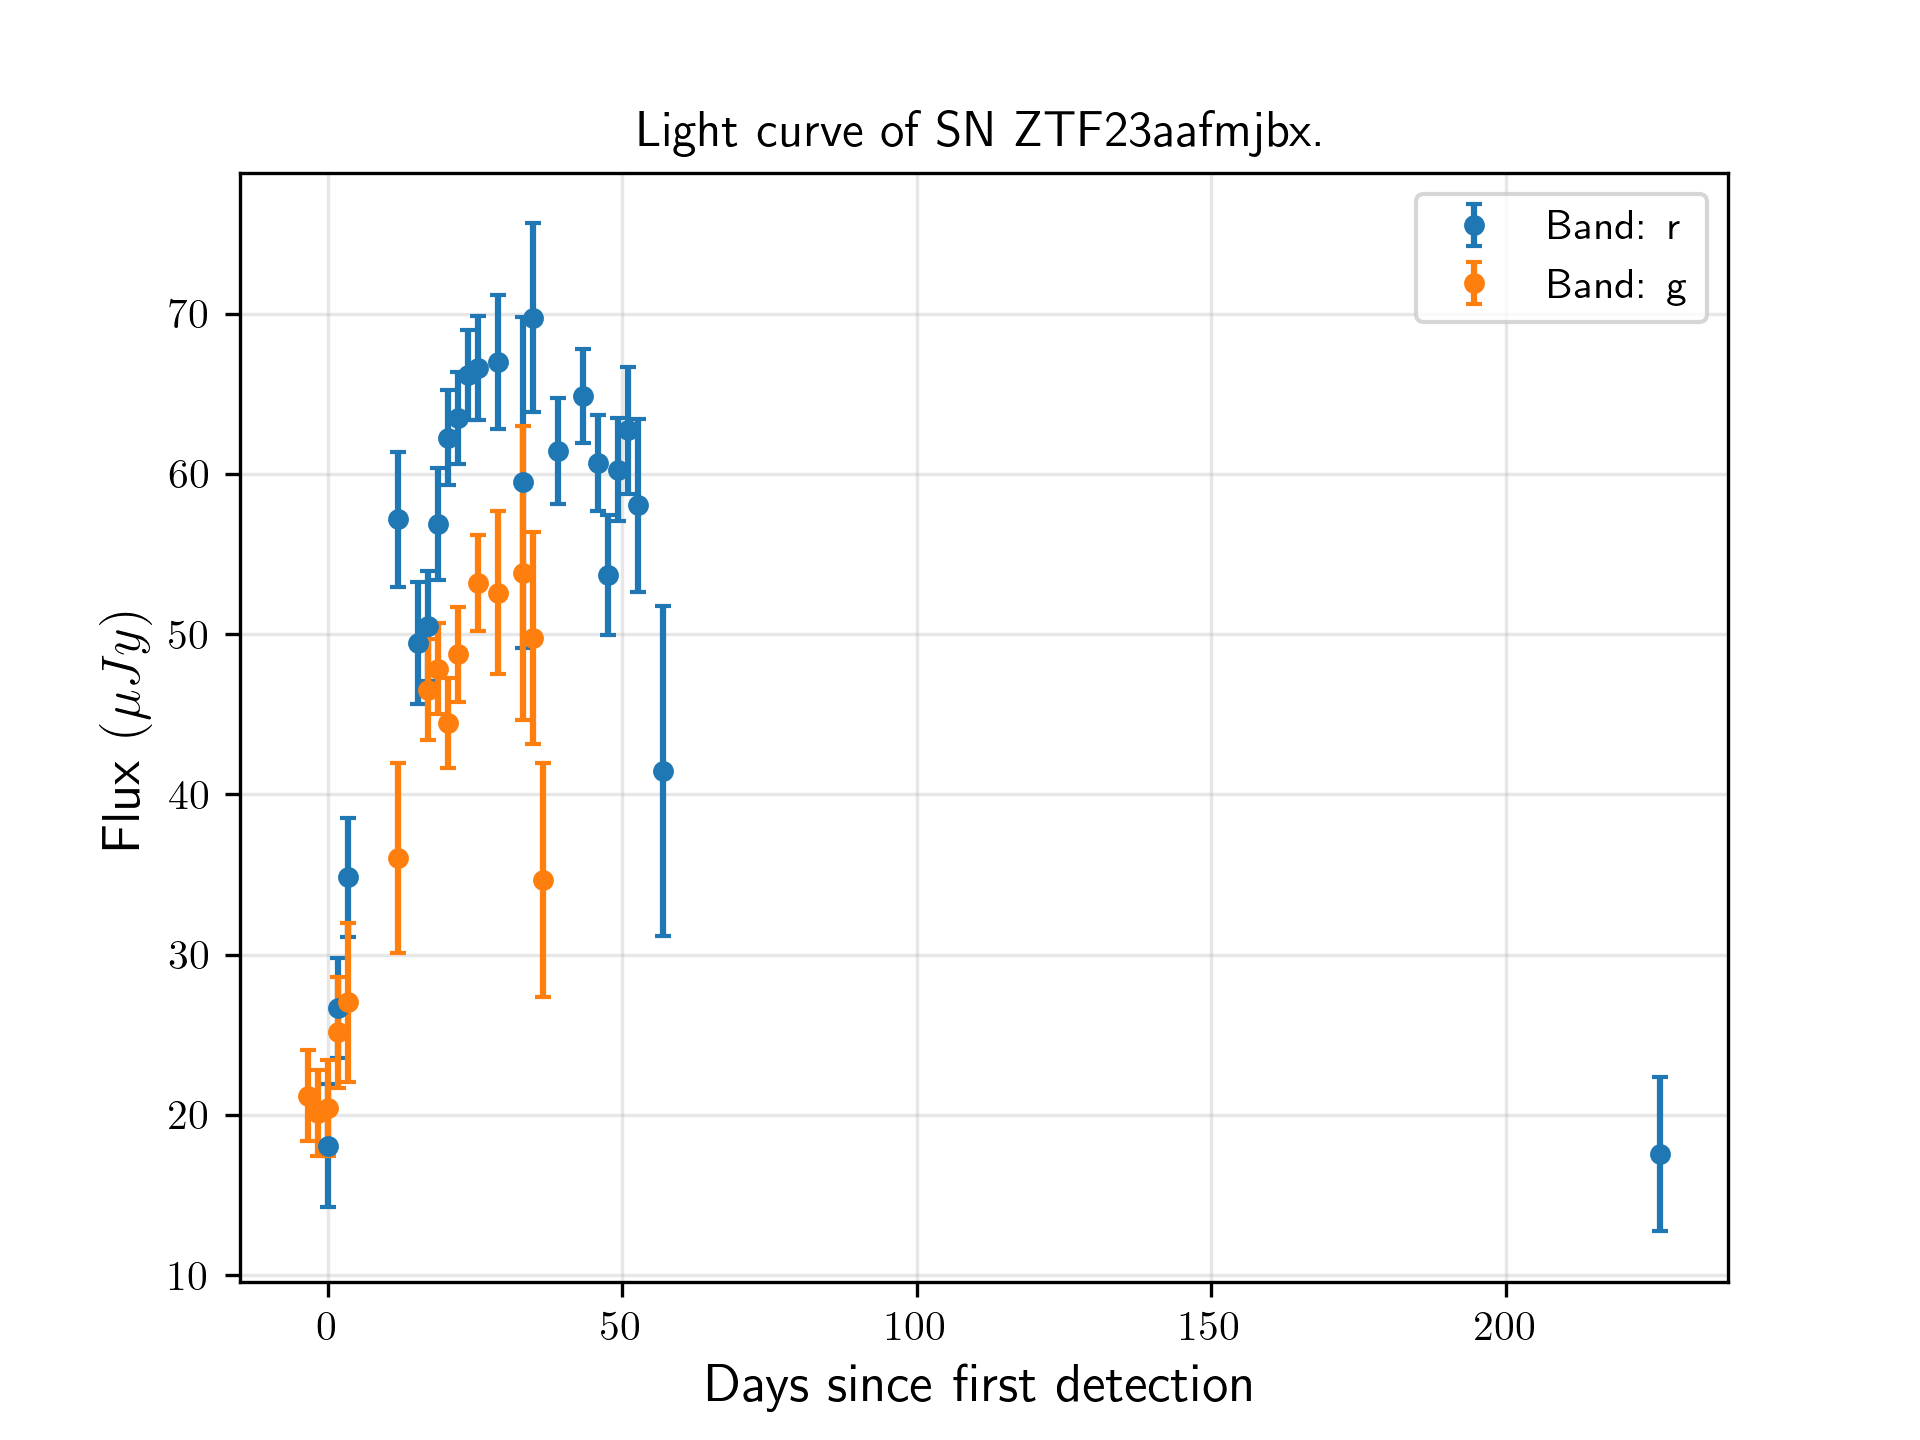 Light curve of SN ZTF23aafmjbx.
Band: r
Band: g
70
60
50
40
30
20
10
Flux (μJy)
0 50 100 150 200
Days since first detection